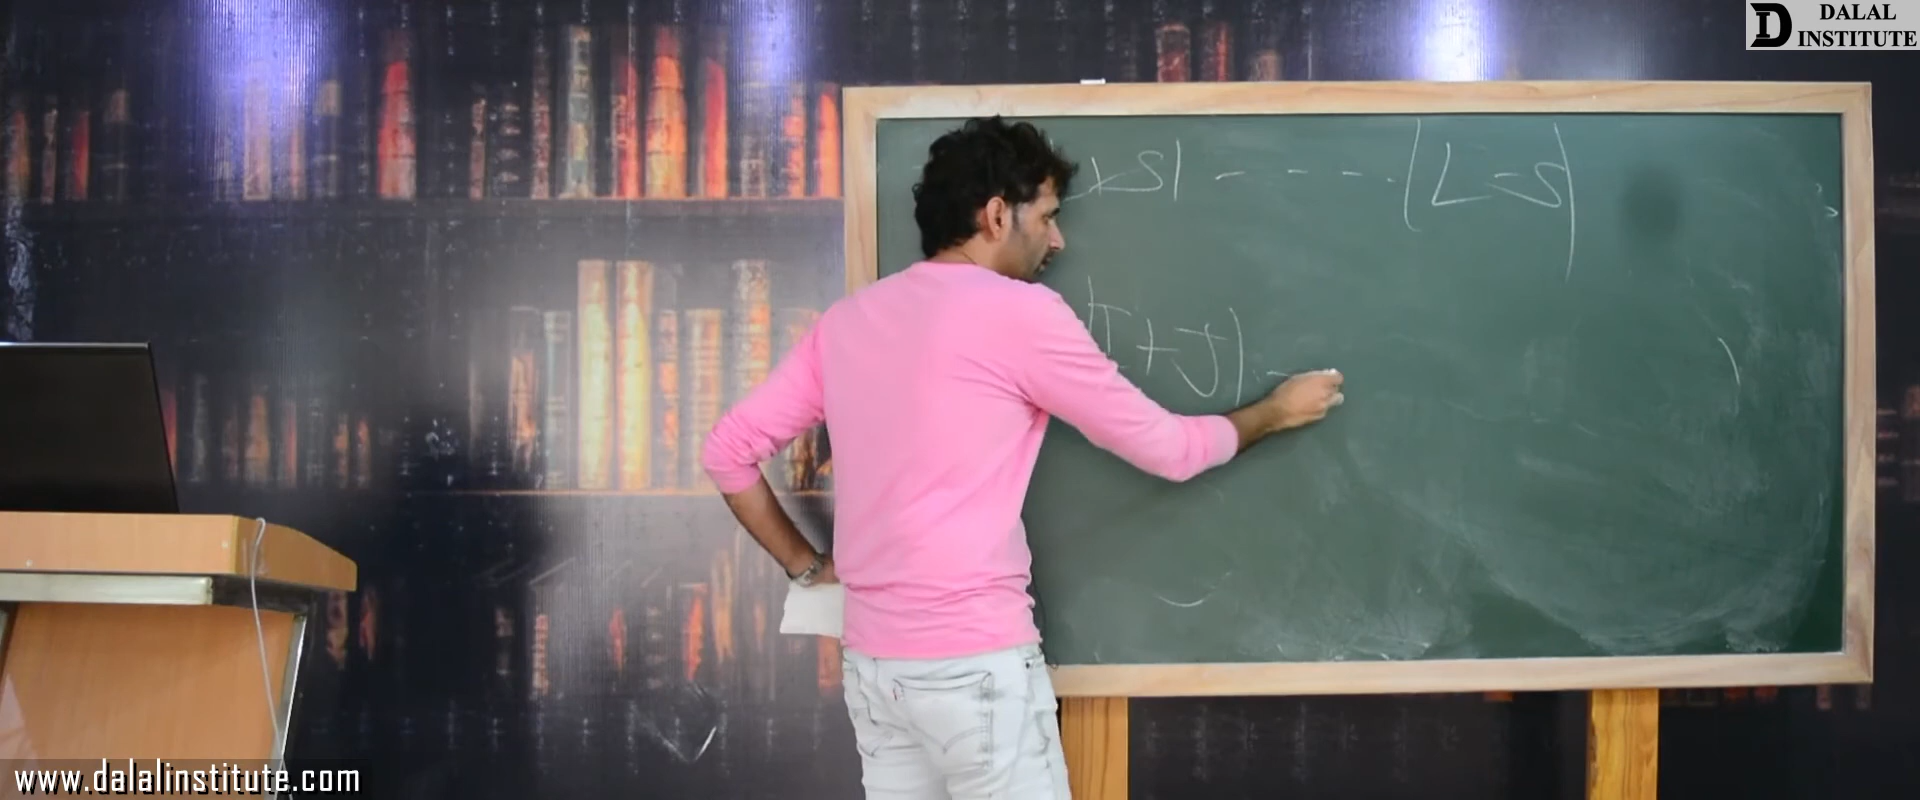 DALAL
INSTITUTE
+S| - - - - - |L-S|
|I+J| -
www.dalalinstitute.com